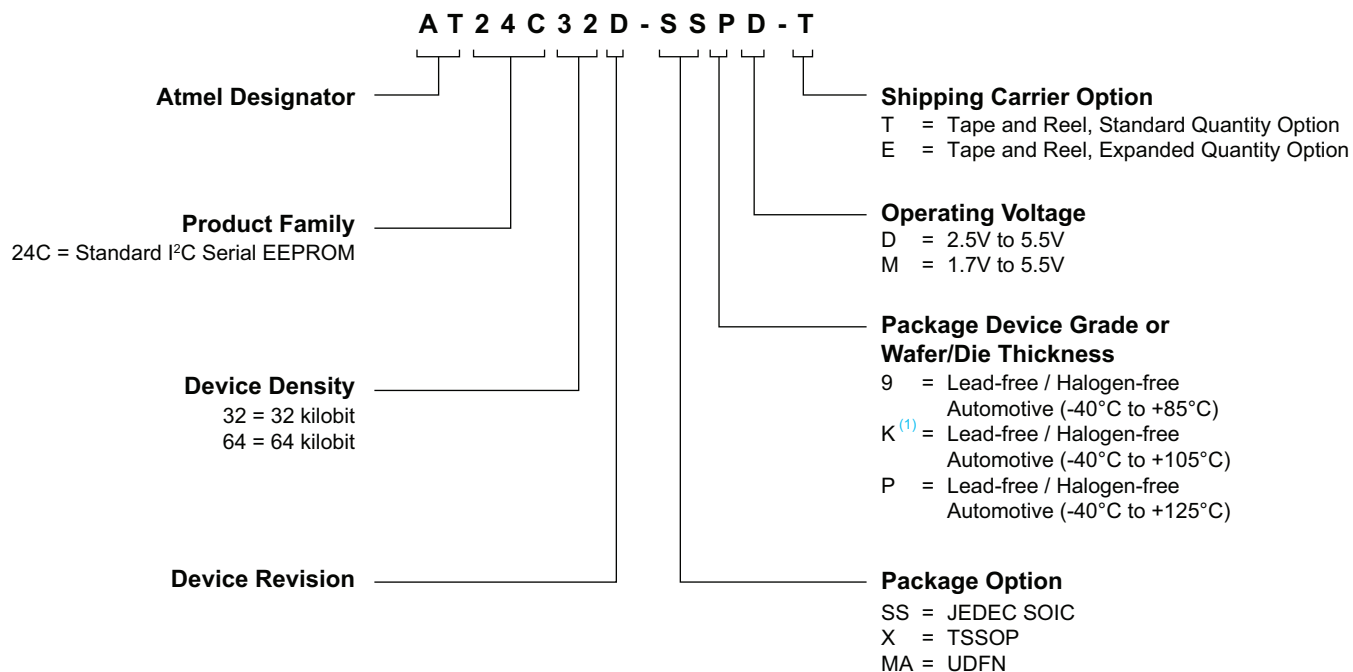 AT24C32D-SSPD-T
Atmel Designator
Product Family
24C = Standard I²C Serial EEPROM
Device Density
32 = 32 kilobit
64 = 64 kilobit
Device Revision
Shipping Carrier Option
T = Tape and Reel, Standard Quantity Option
E = Tape and Reel, Expanded Quantity Option
Operating Voltage
D = 2.5V to 5.5V
M = 1.7V to 5.5V
Package Device Grade or
Wafer/Die Thickness
9 = Lead-free / Halogen-free
Automotive (-40°C to +85°C)
K (1) = Lead-free / Halogen-free
Automotive (-40°C to +105°C)
P = Lead-free / Halogen-free
Automotive (-40°C to +125°C)
Package Option
SS = JEDEC SOIC
X = TSSOP
MA = UDFN